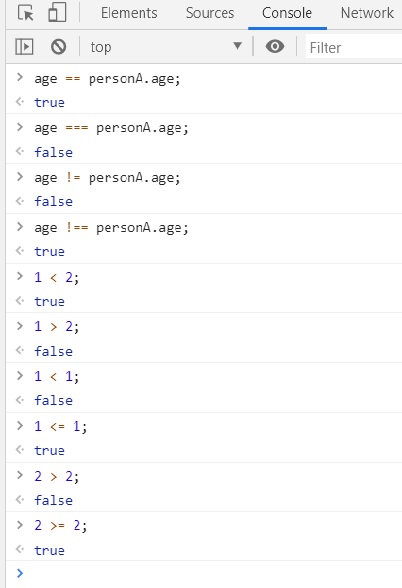 Elements Sources Console Network
top Filter
> age == personA.age;
< true
> age === personA.age;
< false
> age != personA.age;
< false
> age !== personA.age;
< true
> 1 < 2;
< true
> 1 > 2;
< false
> 1 < 1;
< false
> 1 <= 1;
< true
> 2 > 2;
< false
> 2 >= 2;
< true
>